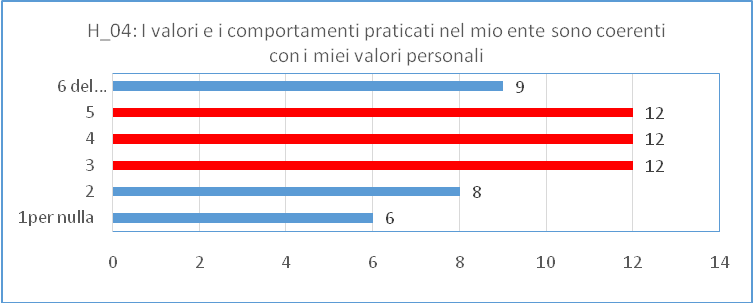 H_04: I valori e i comportamenti praticati nel mio ente sono coerenti
con i miei valori personali
6 del... 9
5 12
4 12
3 12
2 8
1per nulla 6
0 2 4 6 8 10 12 14